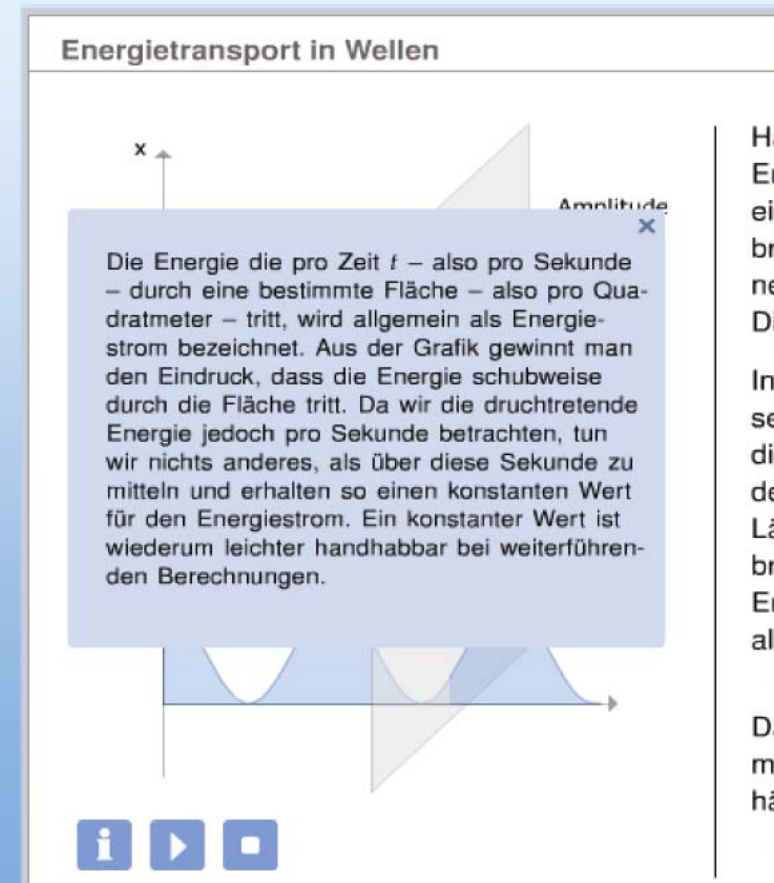 Energietransport in Wellen
x
Amplitude
×
Die Energie die pro Zeit t – also pro Sekunde
– durch eine bestimmte Fläche – also pro Qua-
dratmeter – tritt, wird allgemein als Energie-
strom bezeichnet. Aus der Grafik gewinnt man
den Eindruck, dass die Energie schubweise
durch die Fläche tritt. Da wir die druchtretende
Energie jedoch pro Sekunde betrachten, tun
wir nichts anderes, als über diese Sekunde zu
mitteln und erhalten so einen konstanten Wert
für den Energiestrom. Ein konstanter Wert ist
wiederum leichter handhabbar bei weiterführen-
den Berechnungen.
i